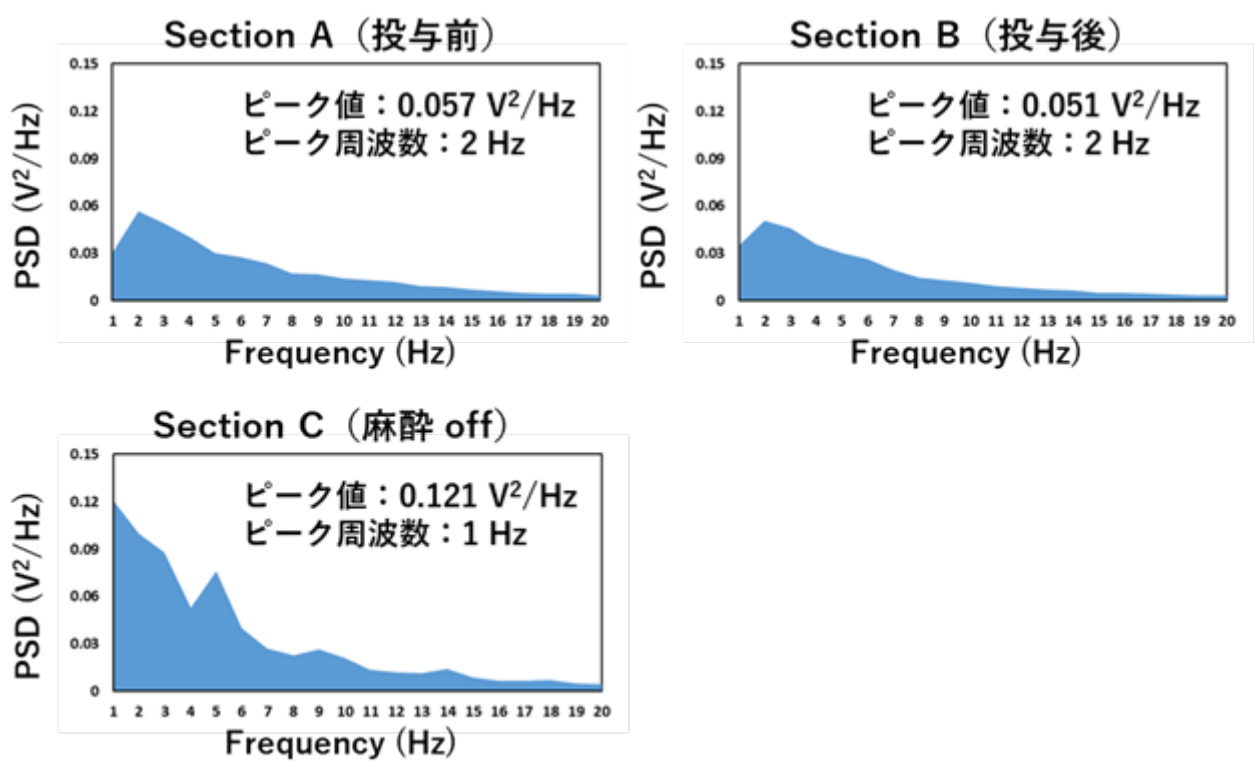 Section A（投与前）
PSD (V²/Hz)
0.15
0.12
0.09
0.06
0.03
0
ピーク値：0.057 V²/Hz
ピーク周波数：2 Hz
1 2 3 4 5 6 7 8 9 10 11 12 13 14 15 16 17 18 19 20
Frequency (Hz)
Section B（投与後）
PSD (V²/Hz)
0.15
0.12
0.09
0.06
0.03
0
ピーク値：0.051 V²/Hz
ピーク周波数：2 Hz
1 2 3 4 5 6 7 8 9 10 11 12 13 14 15 16 17 18 19 20
Frequency (Hz)
Section C（麻酔 off）
PSD (V²/Hz)
0.15
0.12
0.09
0.06
0.03
0
ピーク値：0.121 V²/Hz
ピーク周波数：1 Hz
1 2 3 4 5 6 7 8 9 10 11 12 13 14 15 16 17 18 19 20
Frequency (Hz)